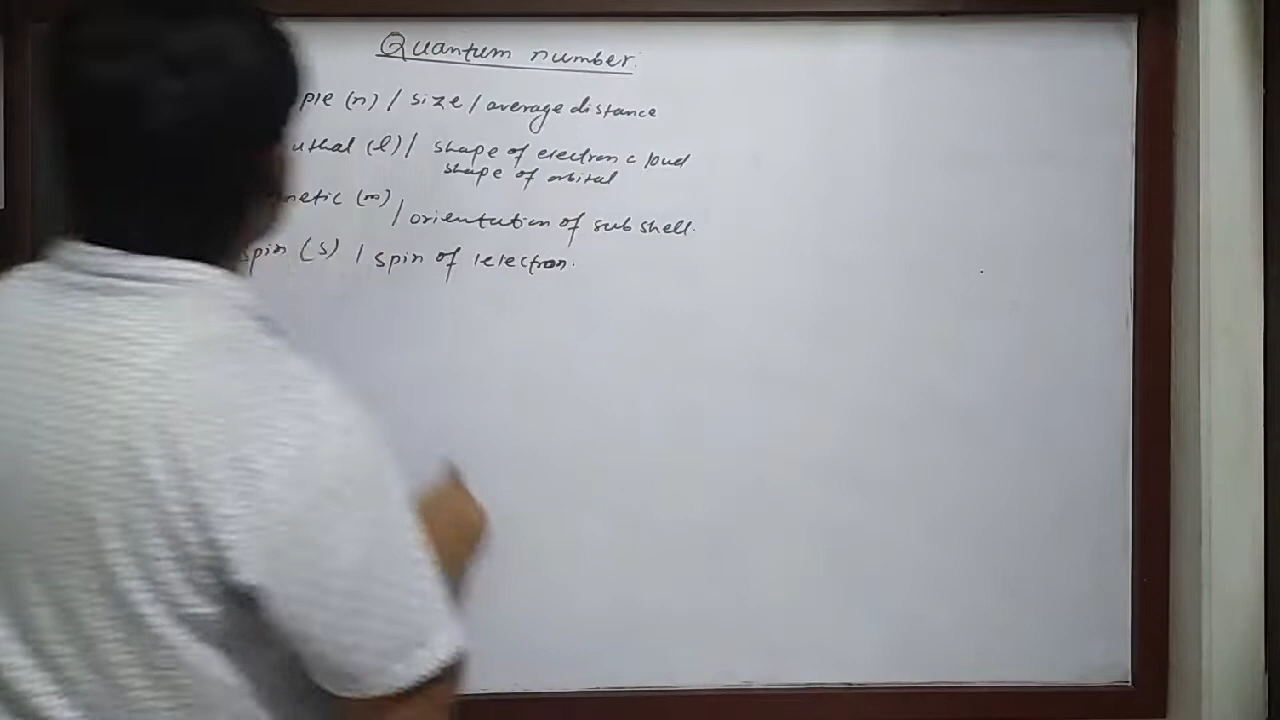 Quantum number.
ple (n) / size / average distance
uthal (l) / shape of electron cloud
shape of orbital
netic (m) / orientation of sub shell.
spin (s) / spin of electron.